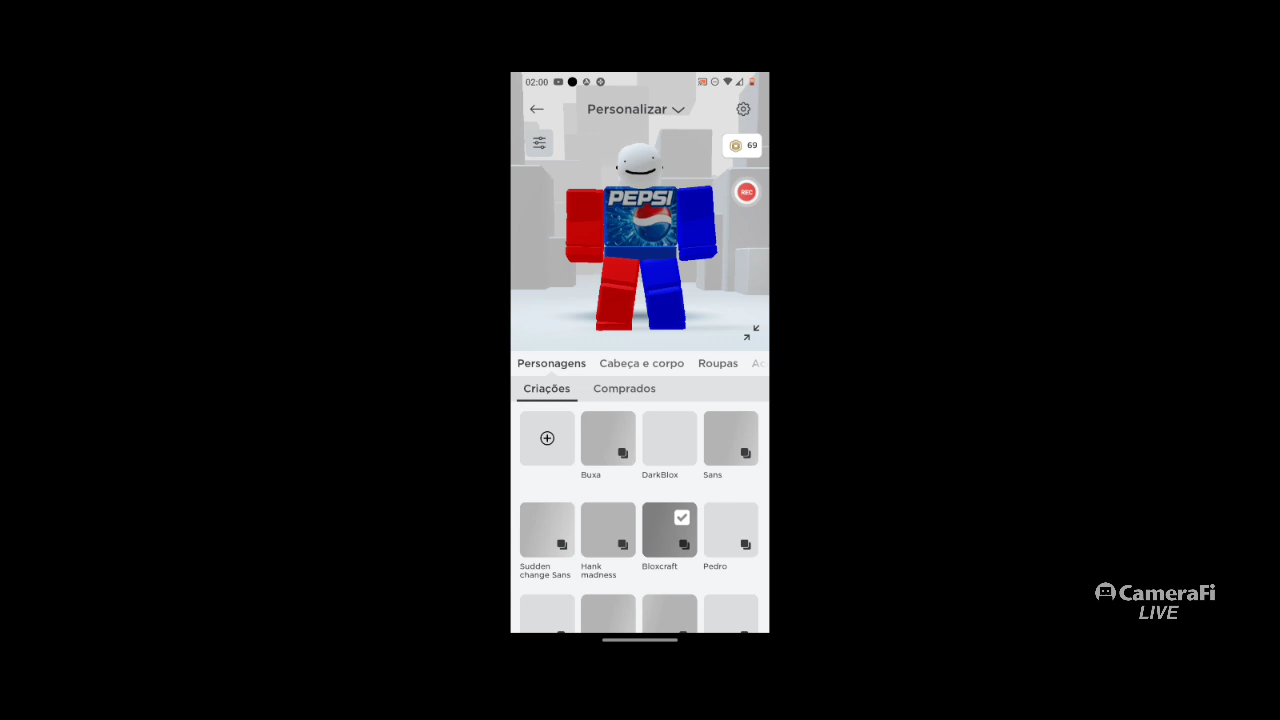 02:00
Personalizar
69
REC
PEPSI
Personagens Cabeça e corpo Roupas Ac
Criações Comprados
Buxa DarkBlox Sans
Sudden change Sans
Hank madness
Bloxcraft
Pedro
CameraFi
LIVE